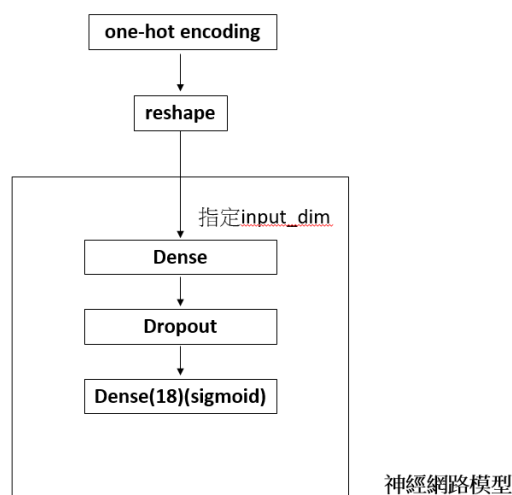 one-hot encoding
reshape
指定input_dim
Dense
Dropout
Dense(18)(sigmoid)
神經網路模型